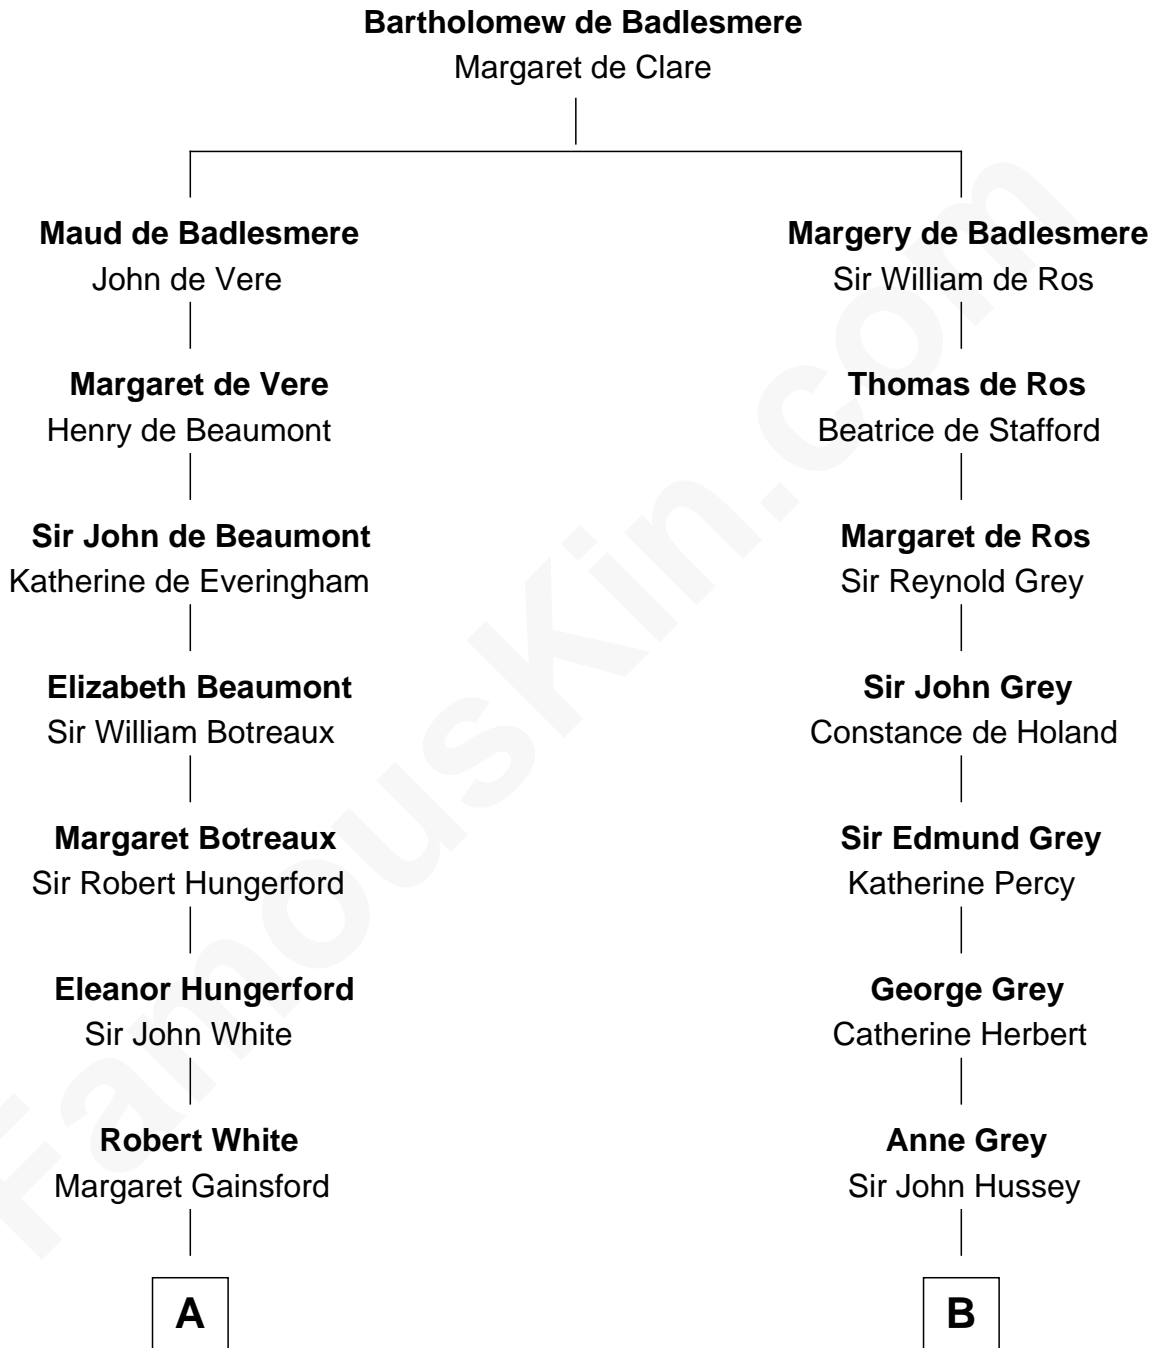 Bartholomew de Badlesmere
Margaret de Clare
Maud de Badlesmere
John de Vere
Margery de Badlesmere
Sir William de Ros
Margaret de Vere
Henry de Beaumont
Thomas de Ros
Beatrice de Stafford
Sir John de Beaumont
Katherine de Everingham
Margaret de Ros
Sir Reynold Grey
Elizabeth Beaumont
Sir William Botreaux
Sir John Grey
Constance de Holand
Margaret Botreaux
Sir Robert Hungerford
Sir Edmund Grey
Katherine Percy
Eleanor Hungerford
Sir John White
George Grey
Catherine Herbert
Robert White
Margaret Gainsford
Anne Grey
Sir John Hussey
A
B
FamousKin.com